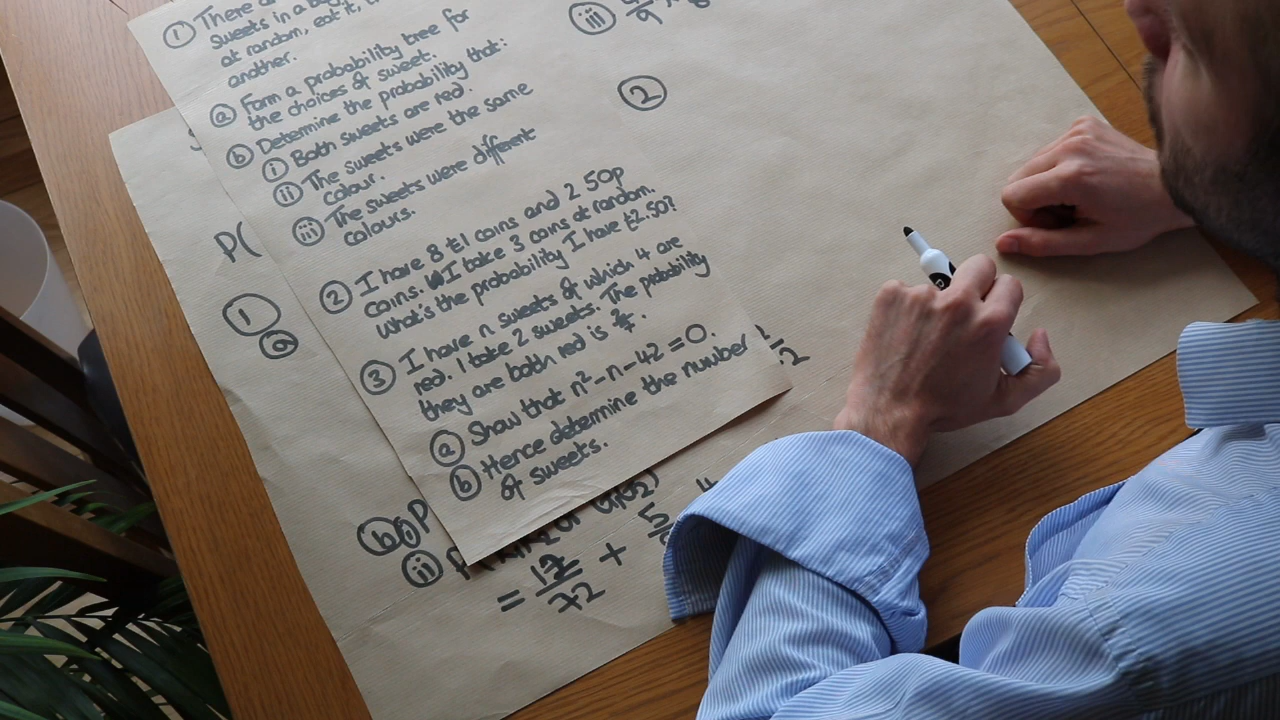 ① There
sweets in a
at random, eat it,
another.
ⓐ Form a probability tree for
the choices of sweet.
ⓑ Determine the probability that:
ⓘ Both sweets are red.
ⓘⓘ The sweets were the same
colour.
ⓘⓘⓘ The sweets were different
colours.
② I have 8 £1 coins and 2 50p
coins. I take 3 coins at random.
What's the probability I have £2.50?
③ I have n sweets of which 4 are
red. I take 2 sweets. The probability
they are both red is 2/7.
ⓐ Show that n²-n-42=0.
ⓑ Hence determine the number
of sweets.
iii
②
P(
①
ⓐ
ⓑ ⓘ P
ⓘⓘ P
= 12/72 +